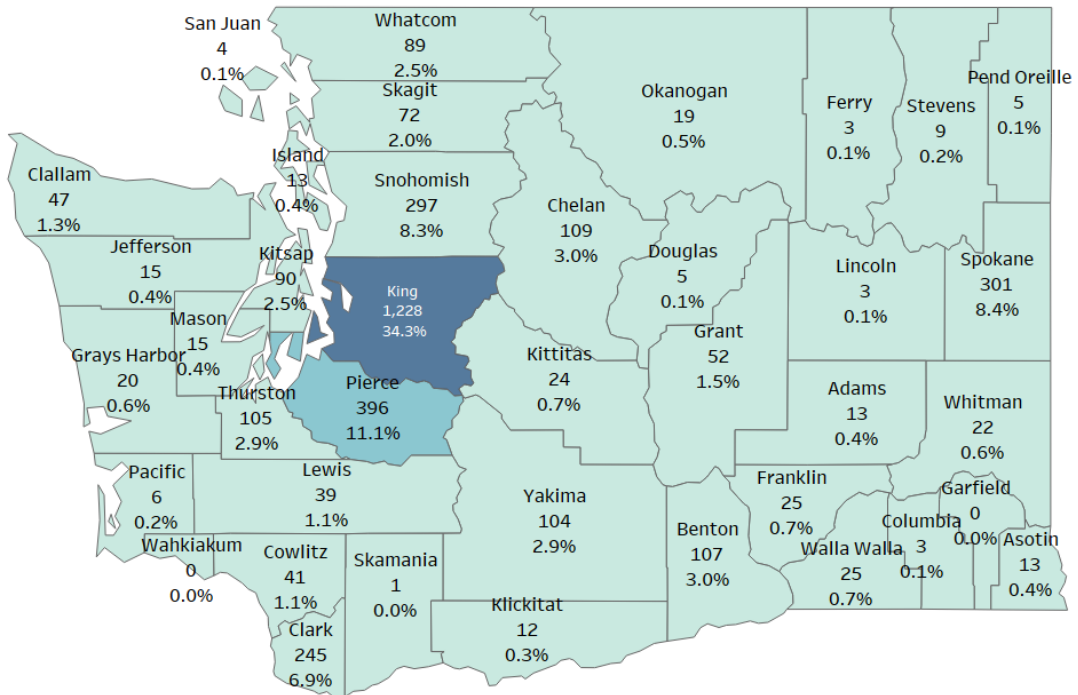 San Juan
4
0.1%
Whatcom
89
2.5%
Skagit
72
2.0%
Okanogan
19
0.5%
Ferry
3
0.1%
Stevens
9
0.2%
Pend Oreille
5
0.1%
Clallam
47
1.3%
Island
13
0.4%
Snohomish
297
8.3%
Chelan
109
3.0%
Douglas
5
0.1%
Lincoln
3
0.1%
Spokane
301
8.4%
Jefferson
15
0.4%
Kitsap
90
2.5%
King
1,228
34.3%
Mason
15
0.4%
Grays Harbor
20
0.6%
Thurston
105
2.9%
Pierce
396
11.1%
Kittitas
24
0.7%
Grant
52
1.5%
Adams
13
0.4%
Whitman
22
0.6%
Pacific
6
0.2%
Lewis
39
1.1%
Yakima
104
2.9%
Benton
107
3.0%
Franklin
25
0.7%
Walla Walla
25
0.7%
Columbia
3
0.1%
Garfield
0
0.0%
Asotin
13
0.4%
Wahkiakum
0
0.0%
Cowlitz
41
1.1%
Skamania
1
0.0%
Klickitat
12
0.3%
Clark
245
6.9%